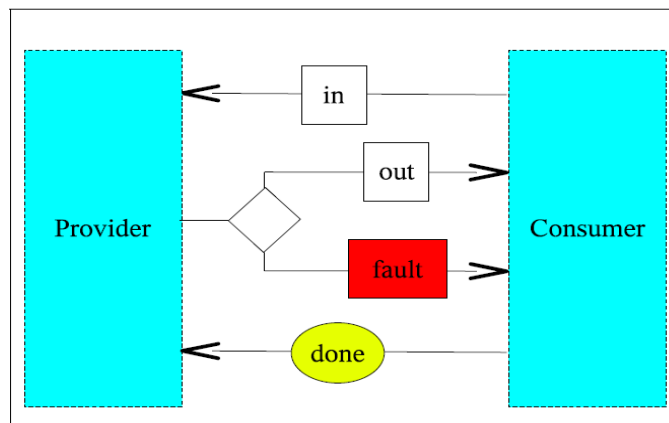 in
out
Provider
Consumer
fault
done